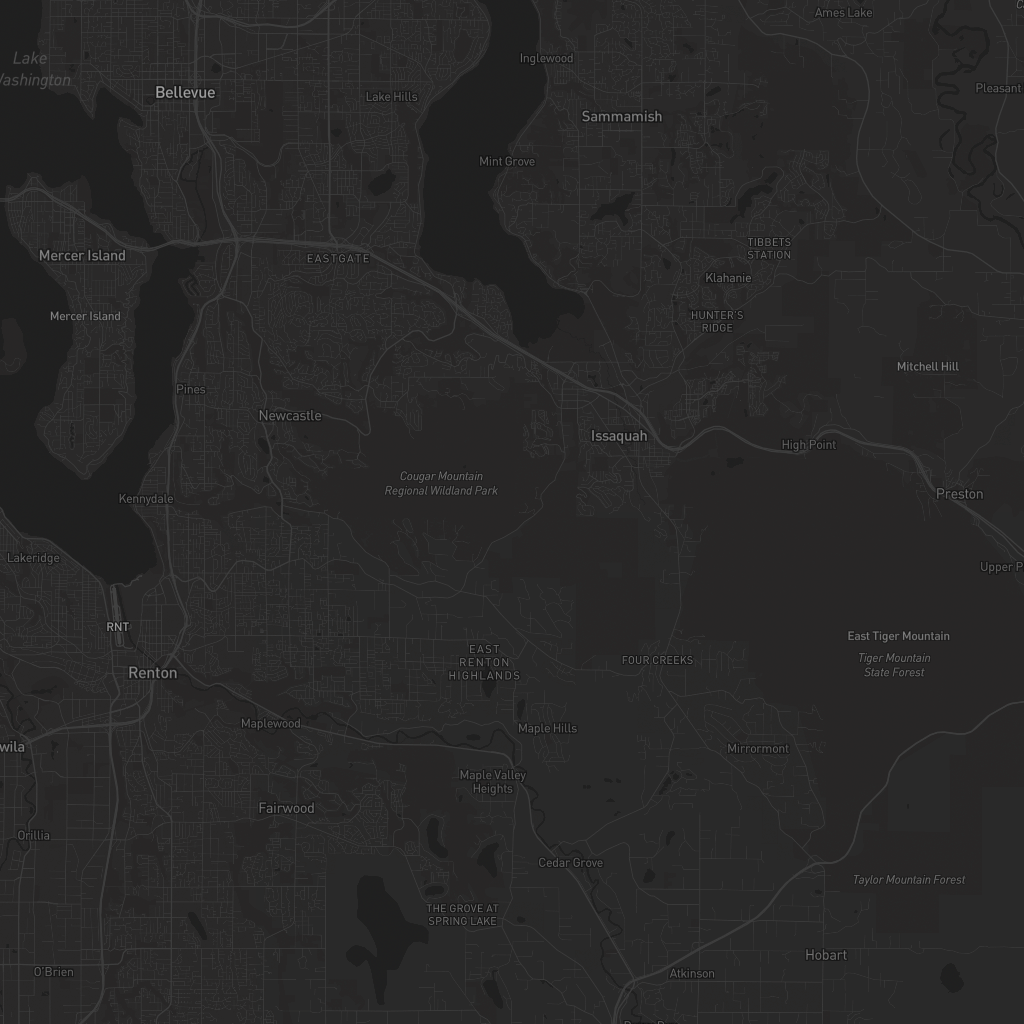 Ames Lake
Lake
Inglewood
Pleasant
Bellevue
Lake Hills
Sammamish
Mint Grove
Mercer Island
EASTGATE
TIBBETS
STATION
Klahanie
Mercer Island
HUNTER'S
RIDGE
Mitchell Hill
Pines
Newcastle
Issaquah
High Point
Cougar Mountain
Regional Wildland Park
Kennydale
Preston
Lakeridge
Upper P
RNT
East Tiger Mountain
Tiger Mountain
State Forest
EAST
RENTON
HIGHLANDS
FOUR CREEKS
Renton
Maplewood
Maple Hills
wila
Mirrormont
Maple Valley
Heights
Fairwood
Orillia
Cedar Grove
Taylor Mountain Forest
THE GROVE AT
SPRING LAKE
Hobart
O'Brien
Atkinson